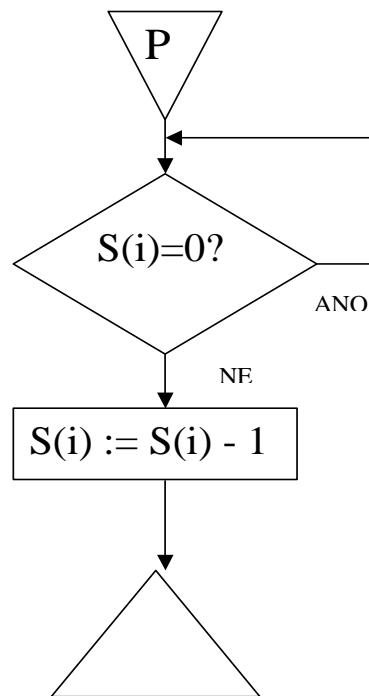 P
S(i)=0?
ANO
NE
S(i) := S(i) - 1